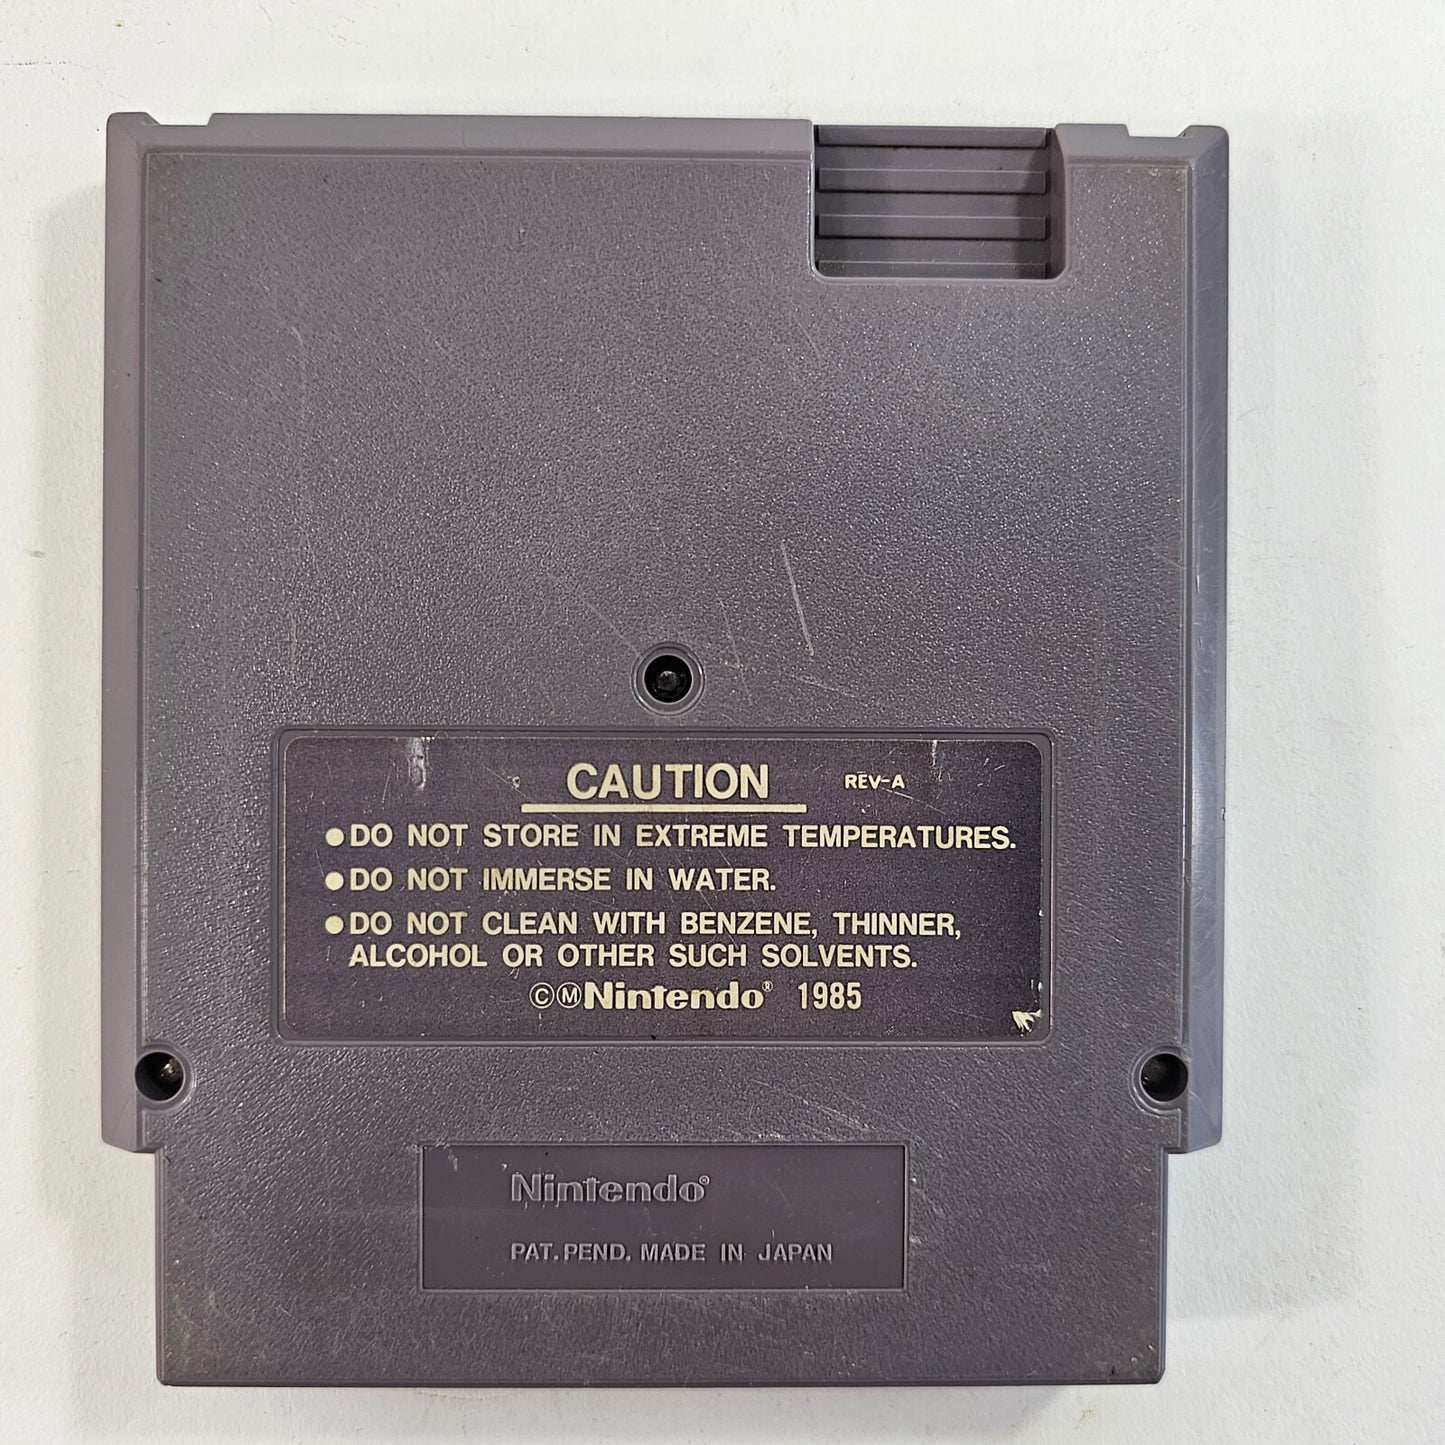 CAUTION REV-A
●DO NOT STORE IN EXTREME TEMPERATURES.
●DO NOT IMMERSE IN WATER.
●DO NOT CLEAN WITH BENZENE, THINNER,
ALCOHOL OR OTHER SUCH SOLVENTS.
©ⓂNintendo® 1985
Nintendo®
PAT. PEND. MADE IN JAPAN